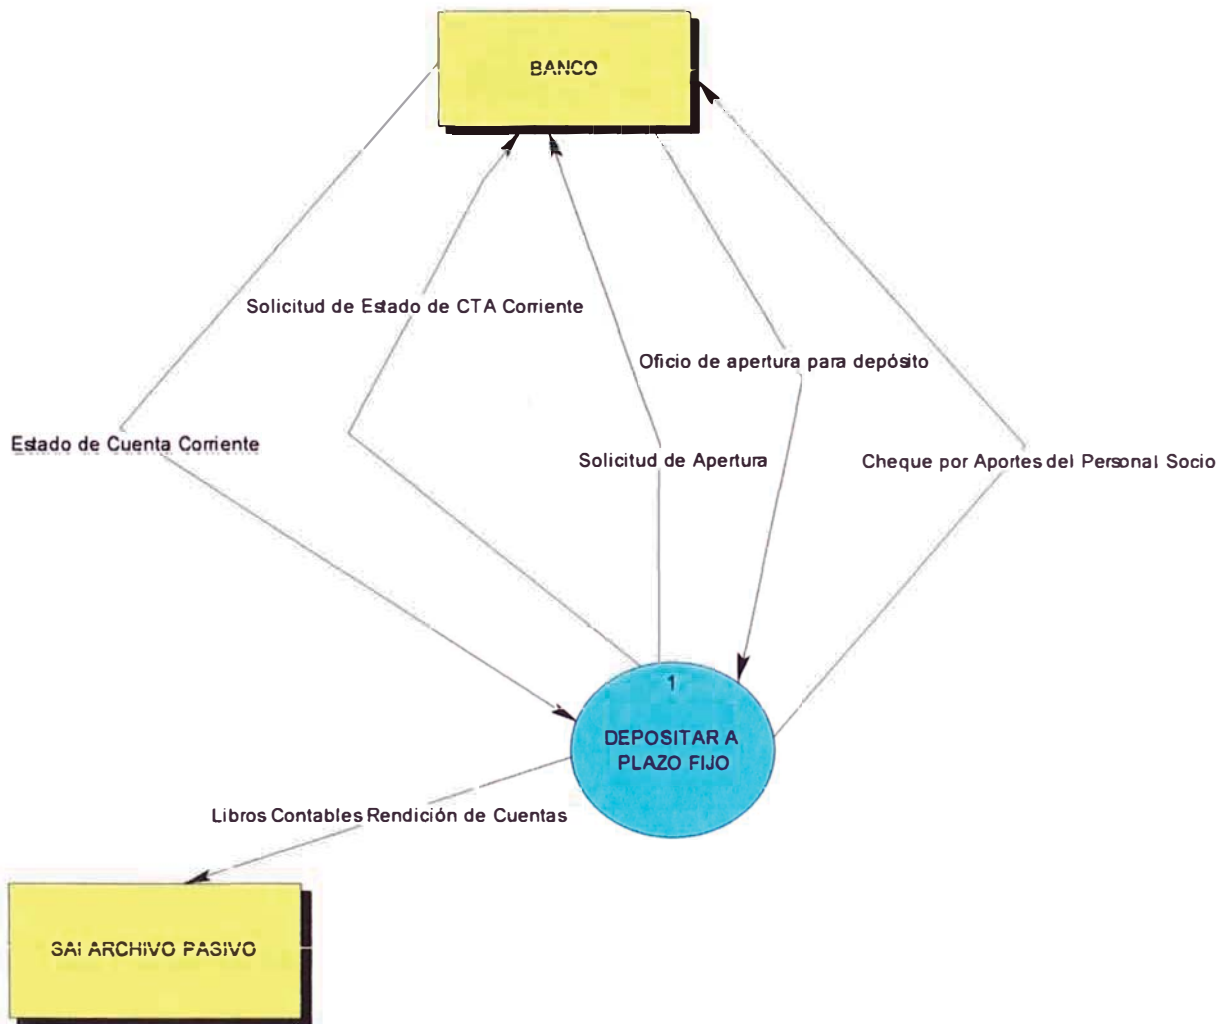 BANCO
Solicitud de Estado de CTA Corriente
Oficio de apertura para depósito
Estado de Cuenta Corriente
Solicitud de Apertura
Cheque por Aportes del Personal Socio
1
DEPOSITAR A
PLAZO FIJO
Libros Contables Rendición de Cuentas
SAI ARCHIVO PASIVO